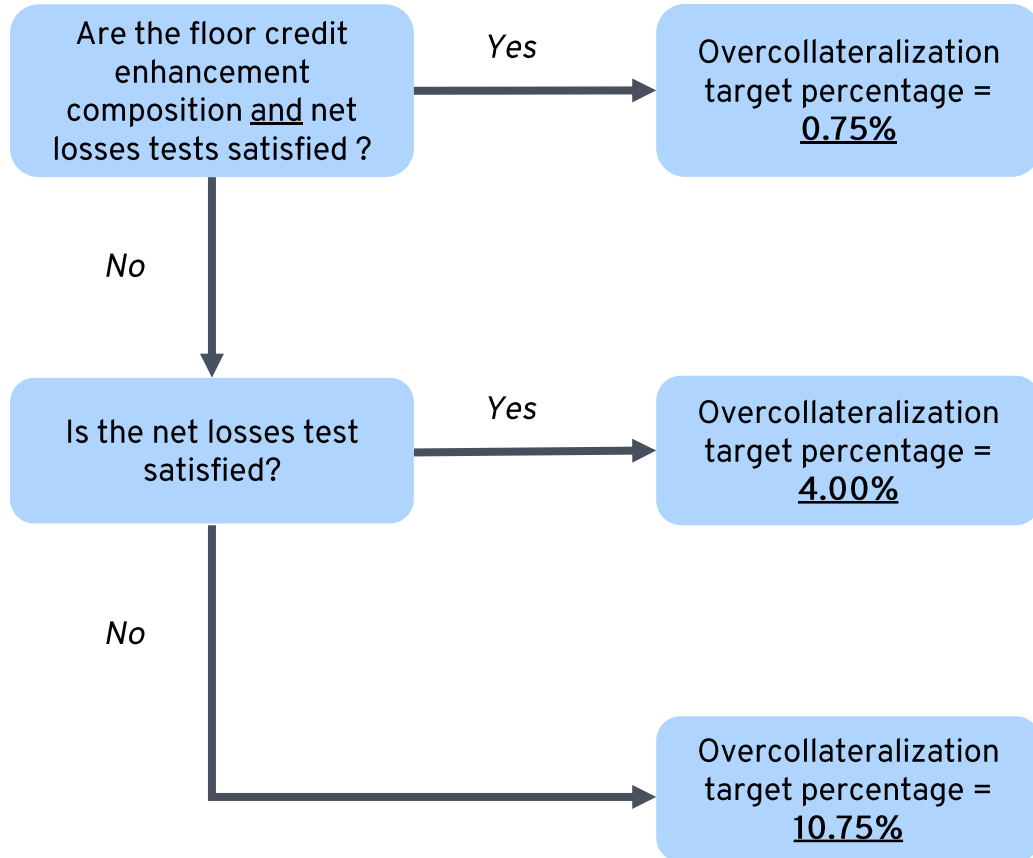 Are the floor credit
enhancement
composition and net
losses tests satisfied ?
Yes
Overcollateralization
target percentage =
0.75%
No
Is the net losses test
satisfied?
Yes
Overcollateralization
target percentage =
4.00%
No
Overcollateralization
target percentage =
10.75%